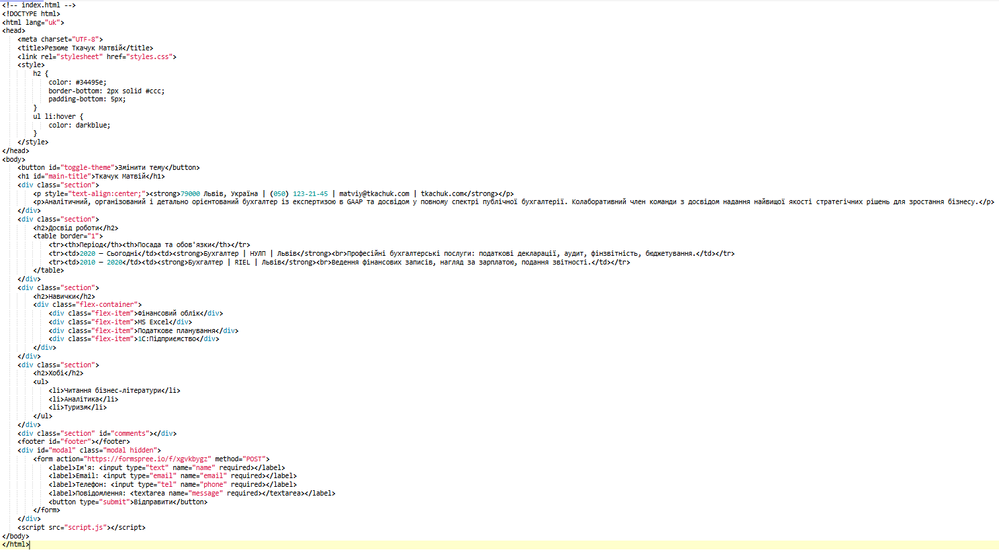 <!-- index.html -->
<!DOCTYPE html>
<html lang="uk">
<head>
    <meta charset="UTF-8">
    <title>Резюме Ткачук Матвій</title>
    <link rel="stylesheet" href="styles.css">
    <style>
        h2 {
            color: #34495e;
            border-bottom: 2px solid #ccc;
            padding-bottom: 5px;
        }
        ul li:hover {
            color: darkblue;
        }
    </style>
</head>
<body>
    <button id="toggle-theme">Змінити тему</button>
    <h1 id="main-title">Ткачук Матвій</h1>
    <div class="section">
        <p style="text-align:center;"><strong>79000 Львів, Україна | (050) 123-21-45 | matviy@tkachuk.com | tkachuk.com</strong></p>
        <p>Аналітичний, організований і детально орієнтований бухгалтер із експертизою в GAAP та досвідом у повному спектрі публічної бухгалтерії. Колаборативний член команди з досвідом надання найвищої якості стратегічних рішень для зростання бізнесу.</p>
    </div>
    <div class="section">
        <h2>Досвід роботи</h2>
        <table border="1">
            <tr><th>Період</th><th>Посада та обов'язки</th></tr>
            <tr><td>2020 – Сьогодні</td><td><strong>Бухгалтер | НУЛП | Львів</strong><br>Професійні бухгалтерські послуги: податкові декларації, аудит, фінзвітність, бюджетування.</td></tr>
            <tr><td>2010 – 2020</td><td><strong>Бухгалтер | RIEL | Львів</strong><br>Ведення фінансових записів, нагляд за зарплатою, подання звітності.</td></tr>
        </table>
    </div>
    <div class="section">
        <h2>Навички</h2>
        <div class="flex-container">
            <div class="flex-item">Фінансовий облік</div>
            <div class="flex-item">MS Excel</div>
            <div class="flex-item">Податкове планування</div>
            <div class="flex-item">1С:Підприємство</div>
        </div>
    </div>
    <div class="section">
        <h2>Хобі</h2>
        <ul>
            <li>Читання бізнес-літератури</li>
            <li>Аналітика</li>
            <li>Туризм</li>
        </ul>
    </div>
    <div class="section" id="comments"></div>
    <footer id="footer"></footer>
    <div id="modal" class="modal hidden">
        <form action="https://formspree.io/f/xgvkbygz" method="POST">
            <label>Ім'я: <input type="text" name="name" required></label>
            <label>Email: <input type="email" name="email" required></label>
            <label>Телефон: <input type="tel" name="phone" required></label>
            <label>Повідомлення: <textarea name="message" required></textarea></label>
            <button type="submit">Відправити</button>
        </form>
    </div>
    <script src="script.js"></script>
</body>
</html>